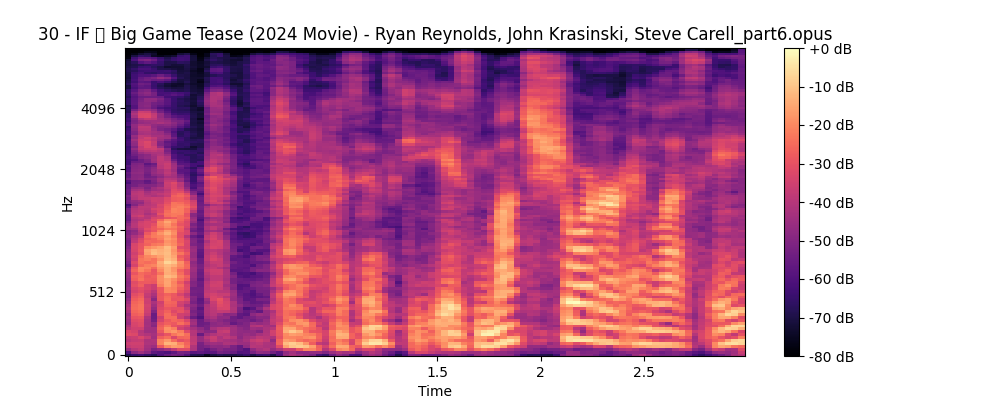 30 - IF  Big Game Tease (2024 Movie) - Ryan Reynolds, John Krasinski, Steve Carell_part6.opus
+0 dB
-10 dB
-20 dB
-30 dB
-40 dB
-50 dB
-60 dB
-70 dB
-80 dB
4096
2048
1024
512
0
Hz
0
0.5
1
1.5
2
2.5
Time